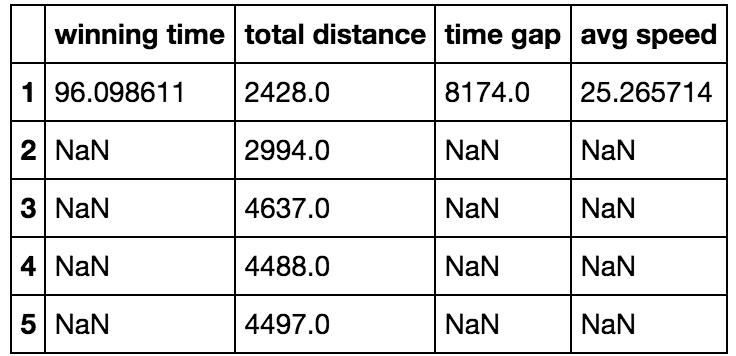 winning time total distance time gap avg speed
1 96.098611 2428.0 8174.0 25.265714
2 NaN 2994.0 NaN NaN
3 NaN 4637.0 NaN NaN
4 NaN 4488.0 NaN NaN
5 NaN 4497.0 NaN NaN